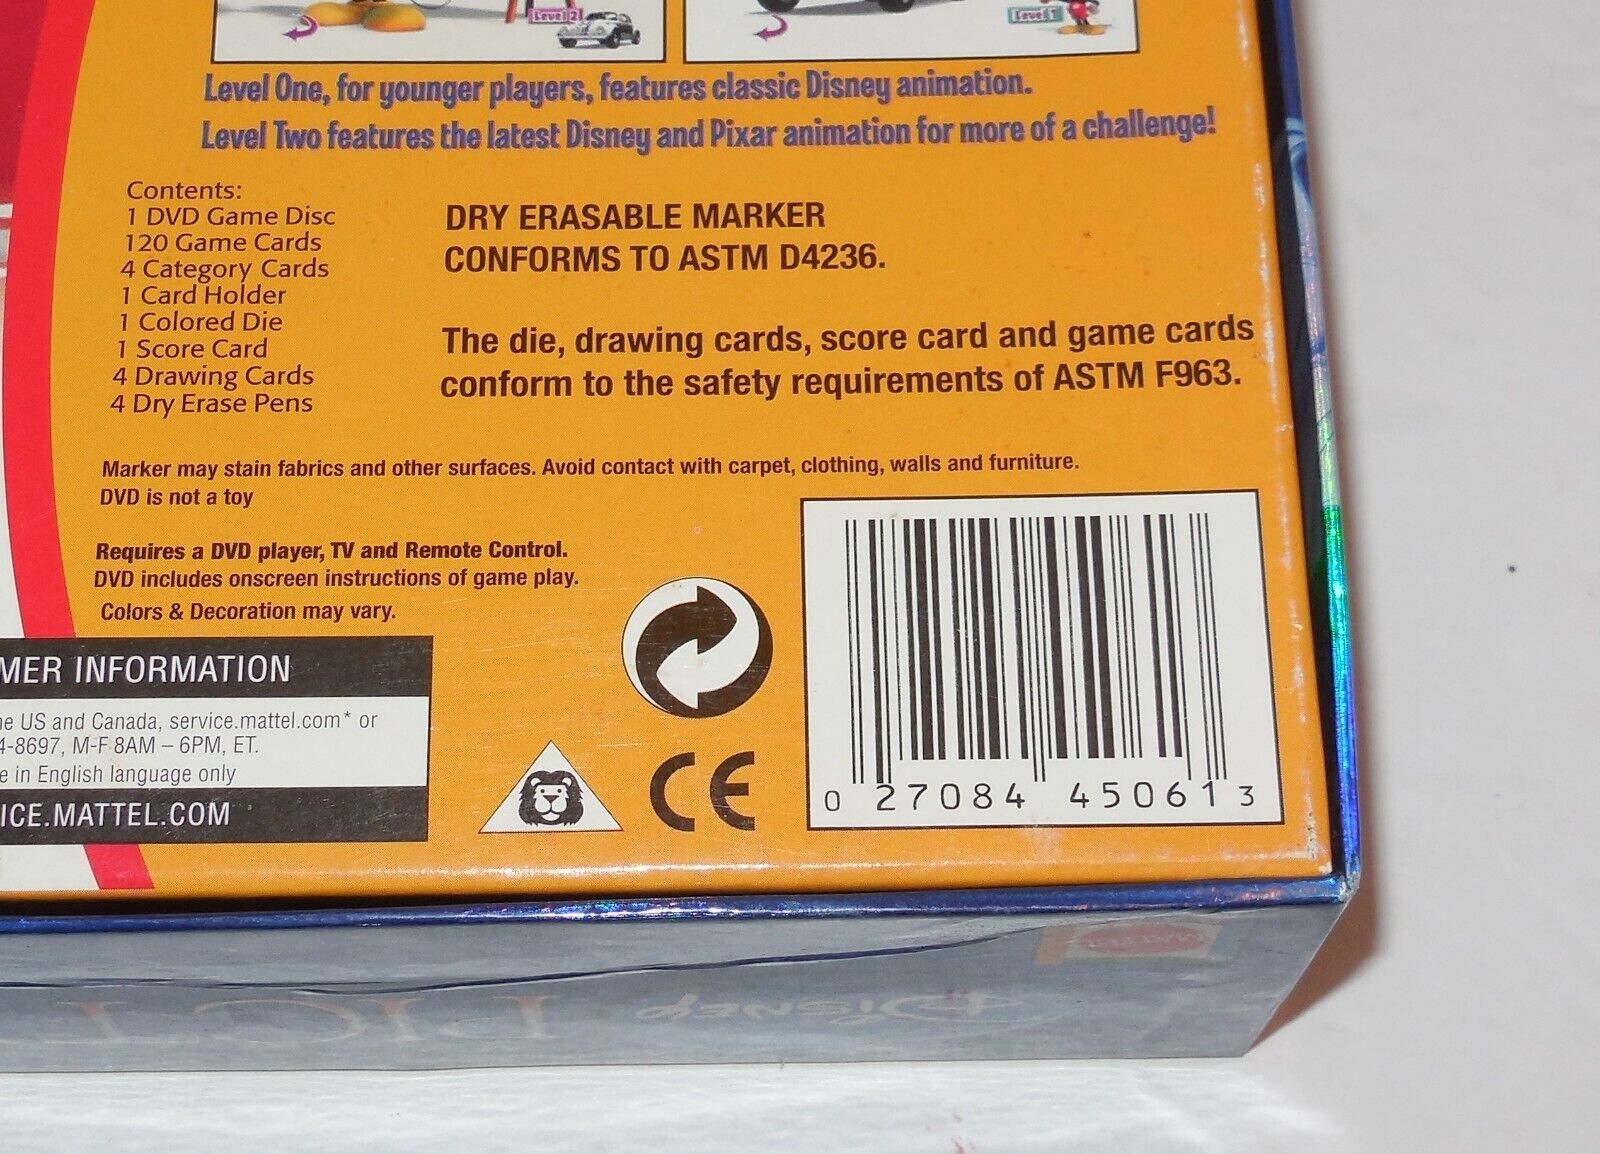 Level 2
Level 1
Level One, for younger players, features classic Disney animation.
Level Two features the latest Disney and Pixar animation for more of a challenge!
Contents:
1 DVD Game Disc
120 Game Cards
4 Category Cards
1 Card Holder
1 Colored Die
1 Score Card
4 Drawing Cards
4 Dry Erase Pens
DRY ERASABLE MARKER
CONFORMS TO ASTM D4236.
The die, drawing cards, score card and game cards
conform to the safety requirements of ASTM F963.
Marker may stain fabrics and other surfaces. Avoid contact with carpet, clothing, walls and furniture.
DVD is not a toy
Requires a DVD player, TV and Remote Control.
DVD includes onscreen instructions of game play.
Colors & Decoration may vary.
MER INFORMATION
he US and Canada, service.mattel.com* or
4-8697, M-F 8AM – 6PM, ET.
e in English language only
ICE.MATTEL.COM
CE
0 27084 45061 3
MATTEL
Disney PICT